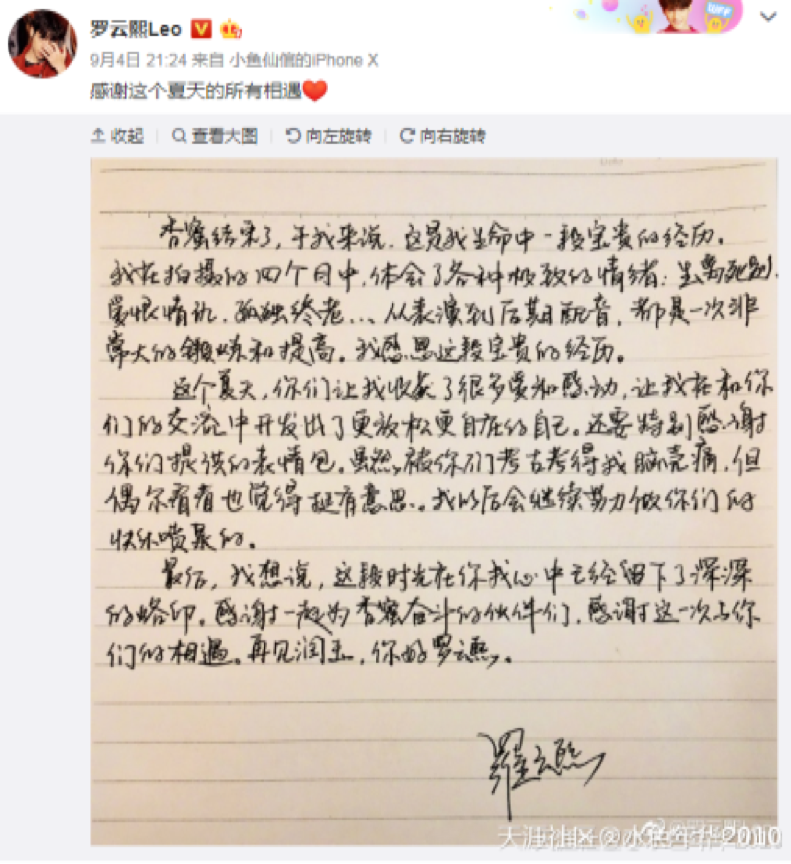 罗云熙Leo
9月4日 21:24 来自 小鱼仙倌的iPhone X
感谢这个夏天的所有相遇❤️
收起 查看大图 向左旋转 向右旋转
香蜜结束了，于我来说，这是我生命中一段宝贵的经历。
我在拍摄的四个月中，体会了各种极致的情绪：生离死别，
爱恨情仇，孤独终老...从表演到后期配音，都是一次非
常大的锻炼和提高。我感恩这段宝贵的经历。
这个夏天，你们让我收获了很多爱和感动，让我在和你
们的交流中开发出了更放松更自在的自己。还要特别感谢
你们提供的表情包。虽然被你们考古考得我脑壳痛，但
偶尔看看也觉得挺有意思。我以后会继续努力做你们的
快乐喷泉的。
最后，我想说，这段时光在你我心中已经留下了深深
的烙印。感谢一起为香蜜奋斗的伙伴们，感谢这一次与你
们的相遇。再见润玉，你好罗云熙。
羅云熙
天涯社区@小鱼年华2010